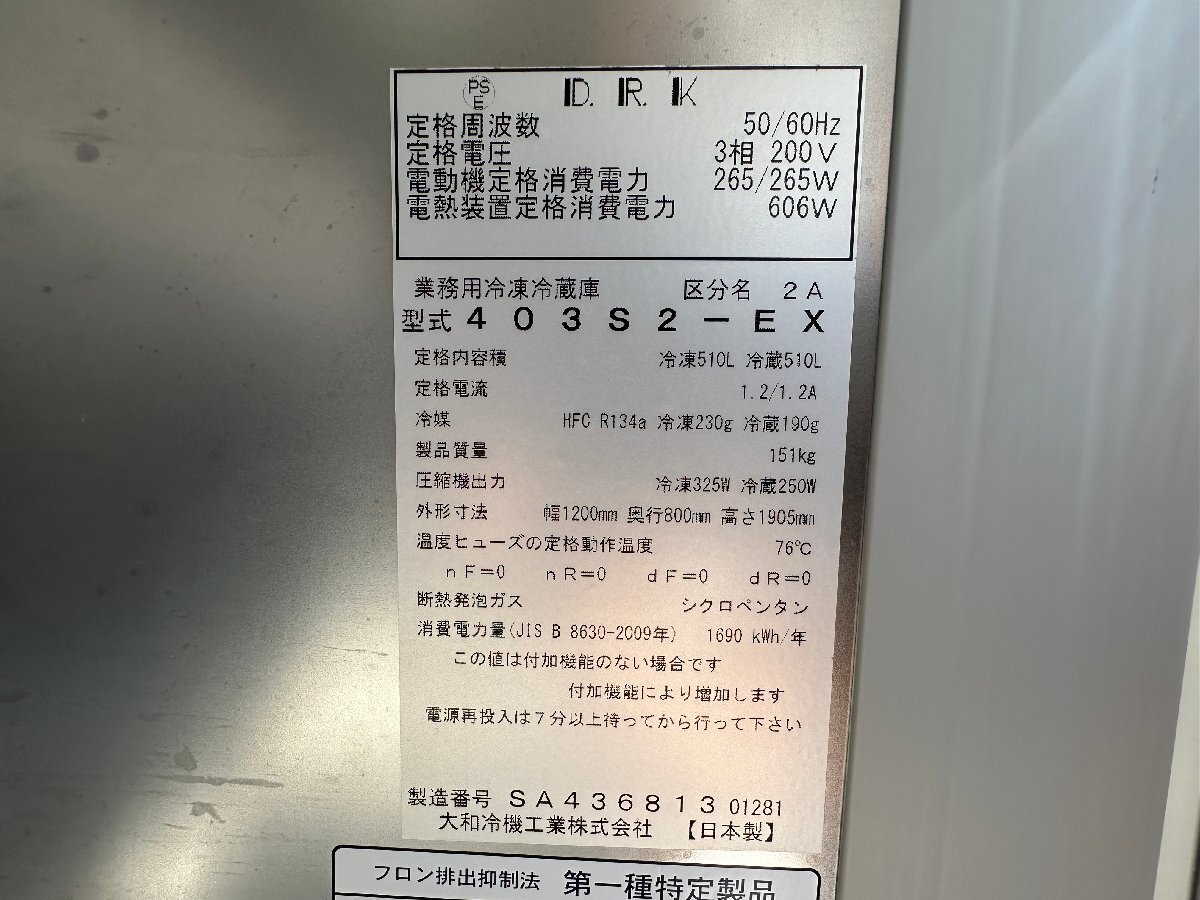 PS
E
D.R.K
定格周波数 50/60Hz
定格電圧 3相 200V
電動機定格消費電力 265/265W
電熱装置定格消費電力 606W
業務用冷凍冷蔵庫 区分名 2A
型式 403S2-EX
定格内容積 冷凍510L 冷蔵510L
定格電流 1.2/1.2A
冷媒 HFC R134a 冷凍230g 冷蔵190g
製品質量 151kg
圧縮機出力 冷凍325W 冷蔵250W
外形寸法 幅1200mm 奥行800mm 高さ1905mm
温度ヒューズの定格動作温度 76℃
nF=0 nR=0 dF=0 dR=0
断熱発泡ガス シクロペンタン
消費電力量(JIS B 8630-2009年) 1690 kWh/年
この値は付加機能のない場合です
付加機能により増加します
電源再投入は7分以上待ってから行って下さい
製造番号 SA436813 01281
大和冷機工業株式会社 【日本製】
フロン排出抑制法 第一種特定製品